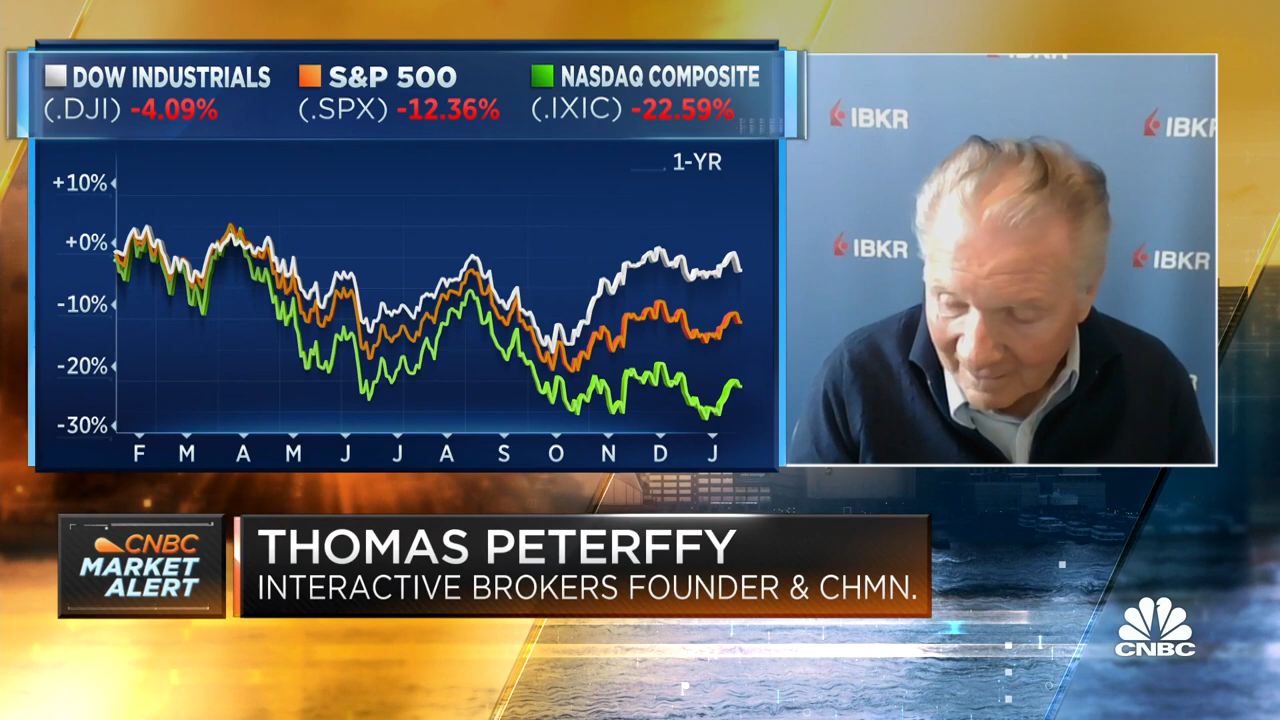 DOW INDUSTRIALS
(.DJI) -4.09%
S&P 500
(.SPX) -12.36%
NASDAQ COMPOSITE
(.IXIC) -22.59%
1-YR
+10%
+0%
-10%
-20%
-30%
F M A M J J A S O N D J
IBKR
IBKR
IBKR
IBKR
CNBC
MARKET
ALERT
THOMAS PETERFFY
INTERACTIVE BROKERS FOUNDER & CHMN.
CNBC